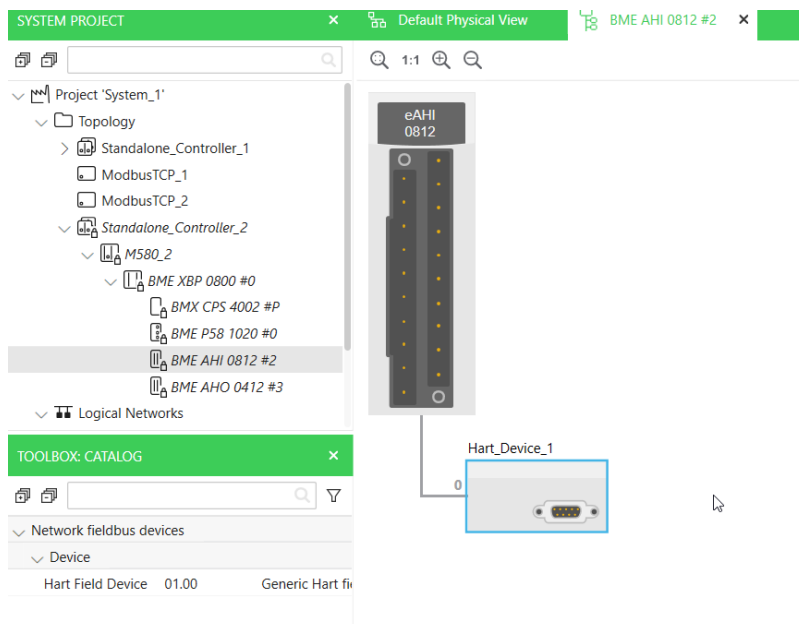 SYSTEM PROJECT ×
Default Physical View
BME AHI 0812 #2 ×
1:1
Project 'System_1'
Topology
Standalone_Controller_1
ModbusTCP_1
ModbusTCP_2
Standalone_Controller_2
M580_2
BME XBP 0800 #0
BMX CPS 4002 #P
BME P58 1020 #0
BME AHI 0812 #2
BME AHO 0412 #3
Logical Networks
eAHI
0812
Hart_Device_1
0
TOOLBOX: CATALOG ×
Network fieldbus devices
Device
Hart Field Device 01.00 Generic Hart fi